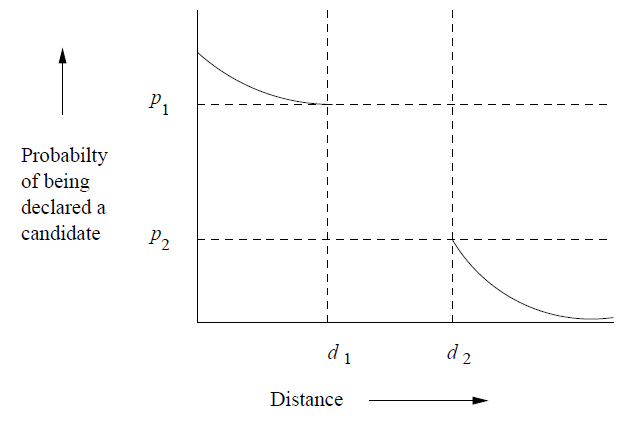 p1
Probabilty
of being
declared a
candidate
p2
d 1
d 2
Distance